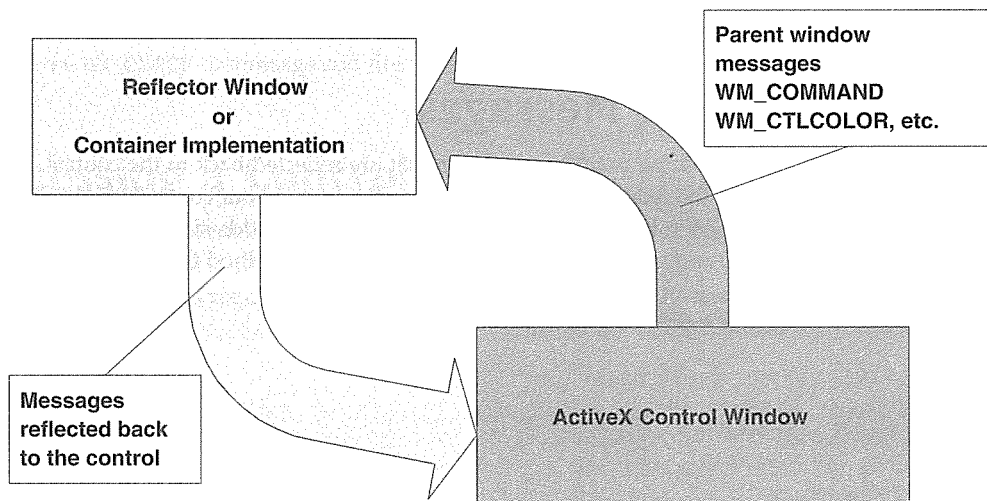 Reflector Window
or
Container Implementation
Parent window
messages
WM_COMMAND
WM_CTLCOLOR, etc.
Messages
reflected back
to the control
ActiveX Control Window